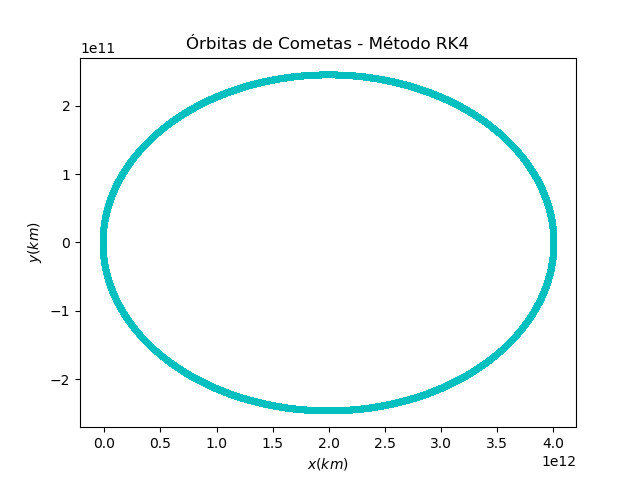 Órbitas de Cometas - Método RK4
1e11
2
1
0
−1
−2
y(km)
0.0 0.5 1.0 1.5 2.0 2.5 3.0 3.5 4.0
1e12
x(km)